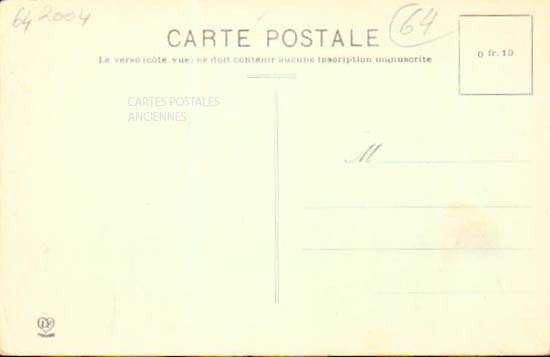 64 2004
64
CARTE POSTALE
Le verso (côte vue) ne doit contenir aucune inscription manuscrite
0 fr. 10
CARTES POSTALES
ANCIENNES
M